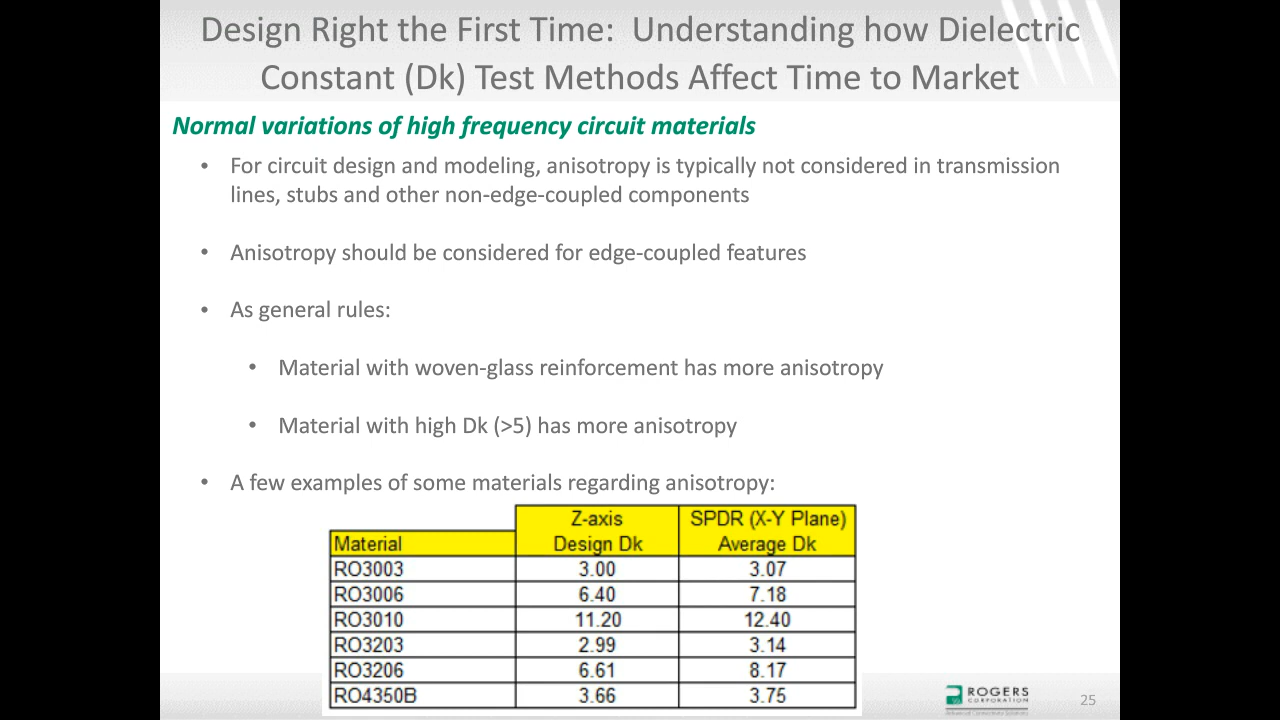 Design Right the First Time:  Understanding how Dielectric
Constant (Dk) Test Methods Affect Time to Market
Normal variations of high frequency circuit materials
• For circuit design and modeling, anisotropy is typically not considered in transmission
lines, stubs and other non-edge-coupled components
• Anisotropy should be considered for edge-coupled features
• As general rules:
• Material with woven-glass reinforcement has more anisotropy
• Material with high Dk (>5) has more anisotropy
• A few examples of some materials regarding anisotropy:
Z-axis SPDR (X-Y Plane)
Material Design Dk Average Dk
RO3003 3.00 3.07
RO3006 6.40 7.18
RO3010 11.20 12.40
RO3203 2.99 3.14
RO3206 6.61 8.17
RO4350B 3.66 3.75
ROGERS
CORPORATION
25